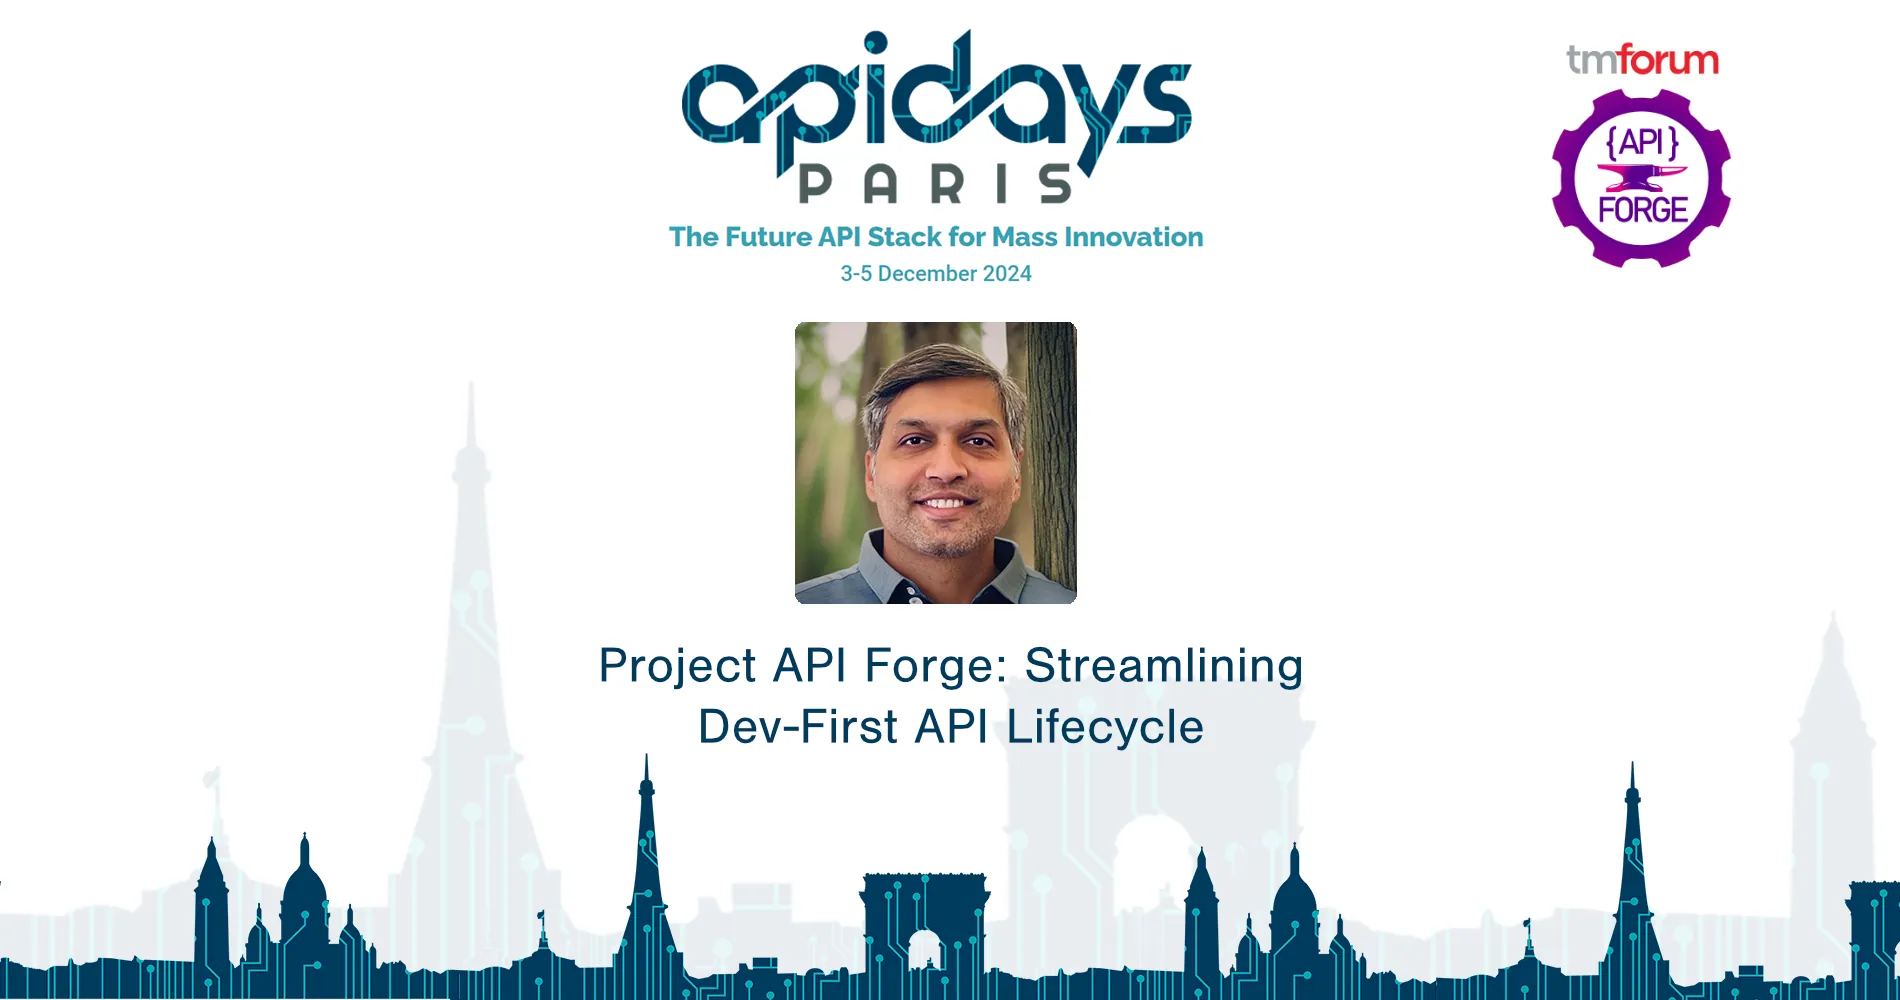 apidays
PARIS
The Future API Stack for Mass Innovation
3-5 December 2024
tmforum
{API}
FORGE
Project API Forge: Streamlining
Dev-First API Lifecycle